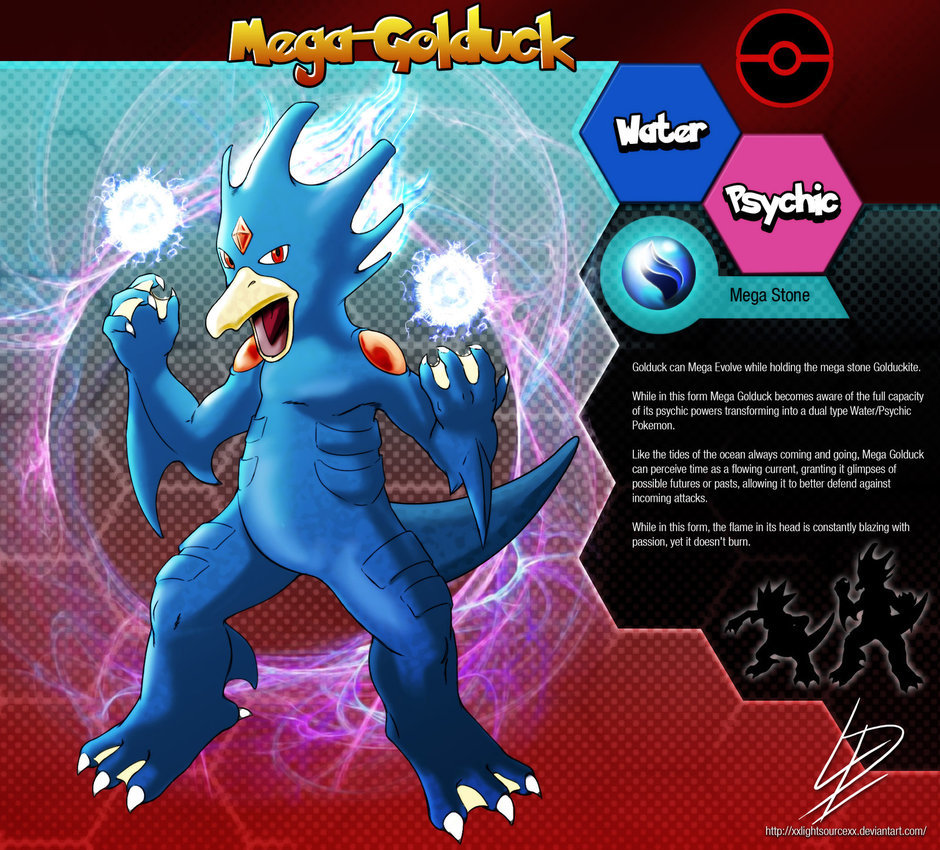 Mega-Golduck
Water
Psychic
Mega Stone
Golduck can Mega Evolve while holding the mega stone Golduckite.
While in this form Mega Golduck becomes aware of the full capacity
of its psychic powers transforming into a dual type Water/Psychic
Pokemon.
Like the tides of the ocean always coming and going, Mega Golduck
can perceive time as a flowing current, granting it glimpses of
possible futures or pasts, allowing it to better defend against
incoming attacks.
While in this form, the flame in its head is constantly blazing with
passion, yet it doesn't burn.
http://xxlightsourcexx.deviantart.com/